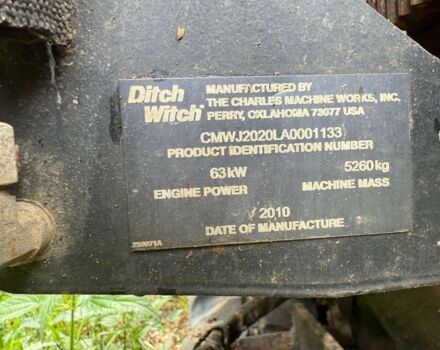 Ditch Witch®
MANUFACTURED BY
THE CHARLES MACHINE WORKS, INC.
PERRY, OKLAHOMA 73077 USA
CMWJ2020LA0001133
PRODUCT IDENTIFICATION NUMBER
63 kW 5260 kg
ENGINE POWER MACHINE MASS
2010
DATE OF MANUFACTURE
250071A